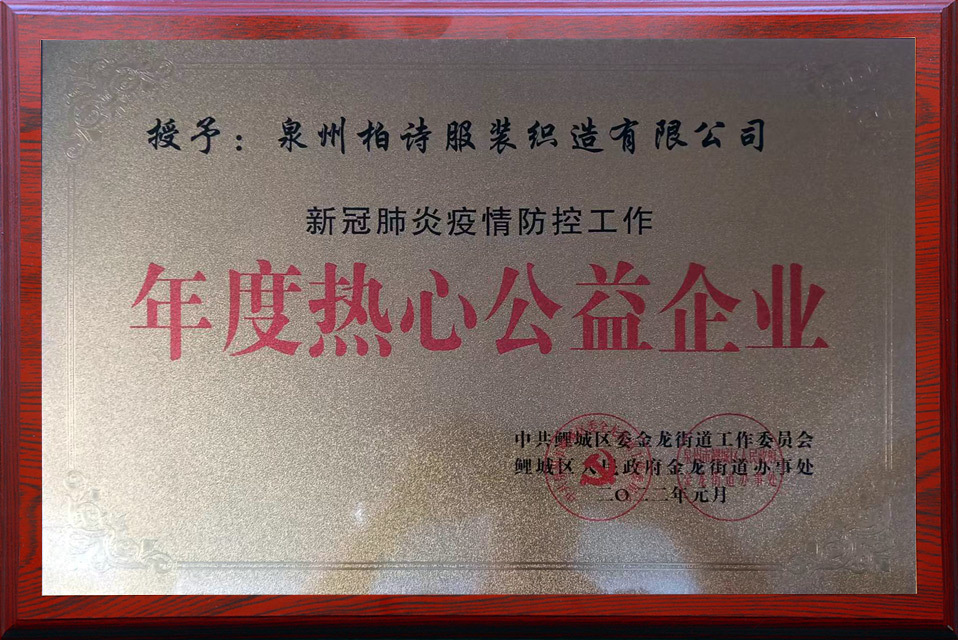 授予：泉州柏诗服装织造有限公司
新冠肺炎疫情防控工作
年度热心公益企业
中共鲤城区委金龙街道工作委员会
鲤城区人民政府金龙街道办事处
二〇二二年元月